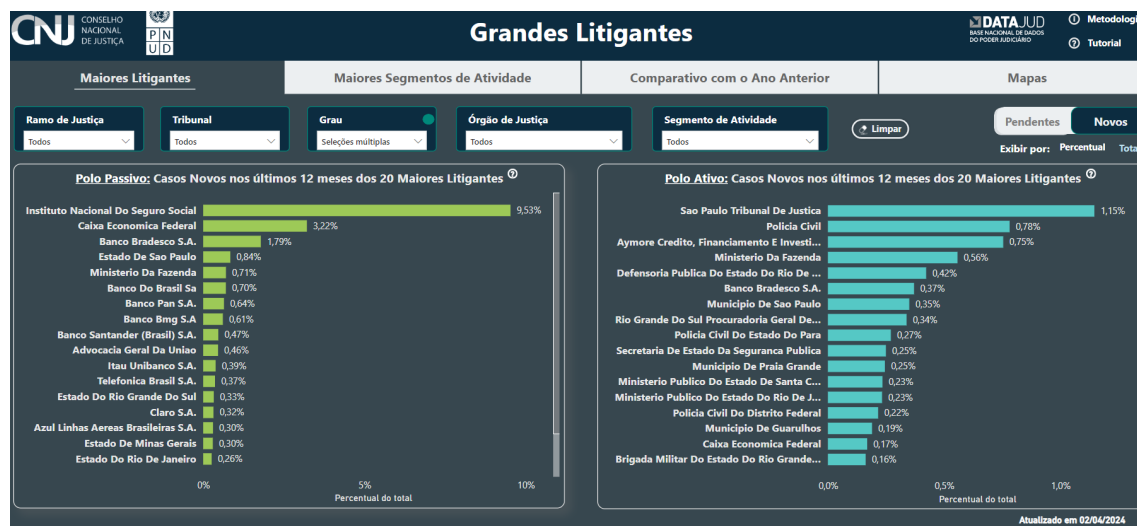 CNJ CONSELHO NACIONAL DE JUSTIÇA
PNUD
Grandes Litigantes
DATAJUD
BASE NACIONAL DE DADOS
DO PODER JUDICIÁRIO
Metodologi
Tutorial
Maiores Litigantes Maiores Segmentos de Atividade Comparativo com o Ano Anterior Mapas
Ramo de Justiça Tribunal Grau Órgão de Justiça Segmento de Atividade
Todos Todos Seleções múltiplas Todos Todos
Limpar
Pendentes Novos
Exibir por: Percentual Tota
Polo Passivo: Casos Novos nos últimos 12 meses dos 20 Maiores Litigantes
Instituto Nacional Do Seguro Social 9,53%
Caixa Economica Federal 3,22%
Banco Bradesco S.A. 1,79%
Estado De Sao Paulo 0,84%
Ministerio Da Fazenda 0,71%
Banco Do Brasil Sa 0,70%
Banco Pan S.A. 0,64%
Banco Bmg S.A 0,61%
Banco Santander (Brasil) S.A. 0,47%
Advocacia Geral Da Uniao 0,46%
Itau Unibanco S.A. 0,39%
Telefonica Brasil S.A. 0,37%
Estado Do Rio Grande Do Sul 0,33%
Claro S.A. 0,32%
Azul Linhas Aereas Brasileiras S.A. 0,30%
Estado De Minas Gerais 0,30%
Estado Do Rio De Janeiro 0,26%
0% 5% 10%
Percentual do total
Polo Ativo: Casos Novos nos últimos 12 meses dos 20 Maiores Litigantes
Sao Paulo Tribunal De Justica 1,15%
Policia Civil 0,78%
Aymore Credito, Financiamento E Investi... 0,75%
Ministerio Da Fazenda 0,56%
Defensoria Publica Do Estado Do Rio De ... 0,42%
Banco Bradesco S.A. 0,37%
Municipio De Sao Paulo 0,35%
Rio Grande Do Sul Procuradoria Geral De... 0,34%
Policia Civil Do Estado Do Para 0,27%
Secretaria De Estado Da Seguranca Publica 0,25%
Municipio De Praia Grande 0,25%
Ministerio Publico Do Estado De Santa C... 0,23%
Ministerio Publico Do Estado Do Rio De J... 0,23%
Policia Civil Do Distrito Federal 0,22%
Municipio De Guarulhos 0,19%
Caixa Economica Federal 0,17%
Brigada Militar Do Estado Do Rio Grande... 0,16%
0,0% 0,5% 1,0%
Percentual do total
Atualizado em 02/04/2024